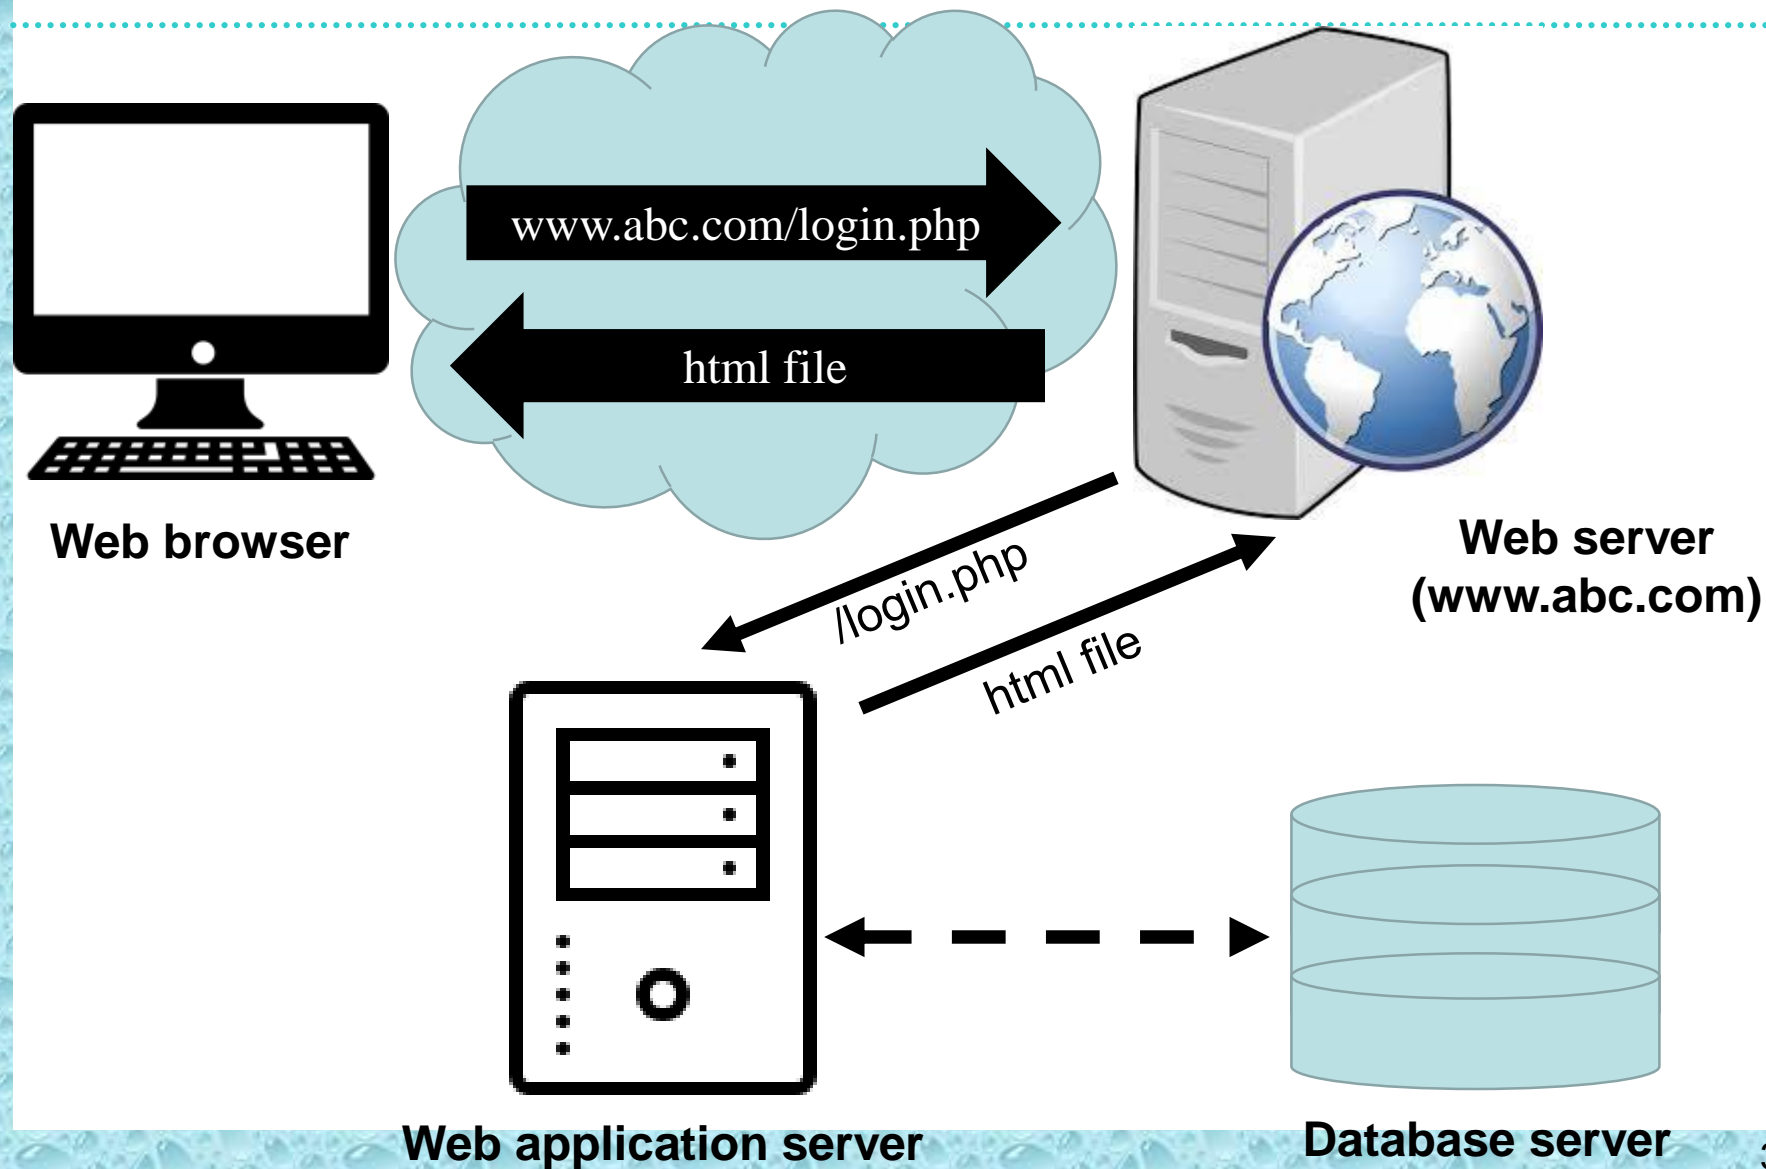 www.abc.com/login.php
html file
Web browser
Web server
(www.abc.com)
/login.php
html file
Web application server
Database server
3